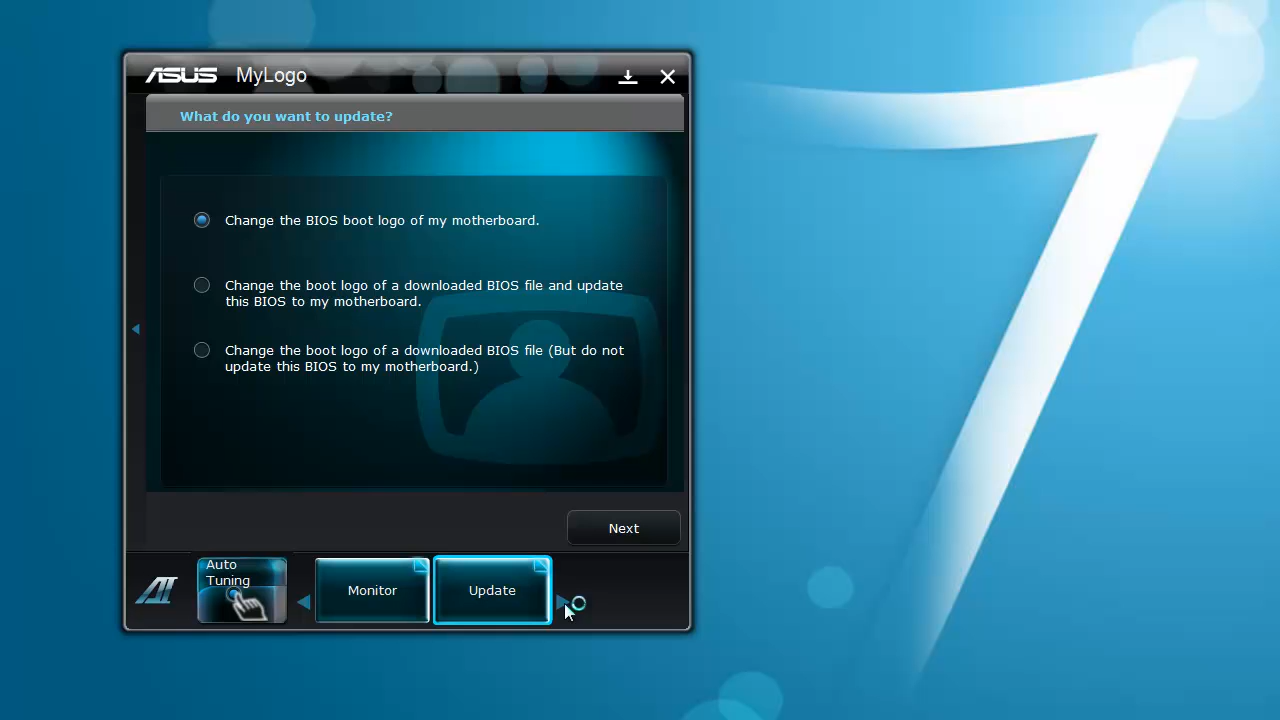 ASUS MyLogo
What do you want to update?
Change the BIOS boot logo of my motherboard.
Change the boot logo of a downloaded BIOS file and update
this BIOS to my motherboard.
Change the boot logo of a downloaded BIOS file (But do not
update this BIOS to my motherboard.)
Next
Auto
Tuning
Monitor
Update
AI
7